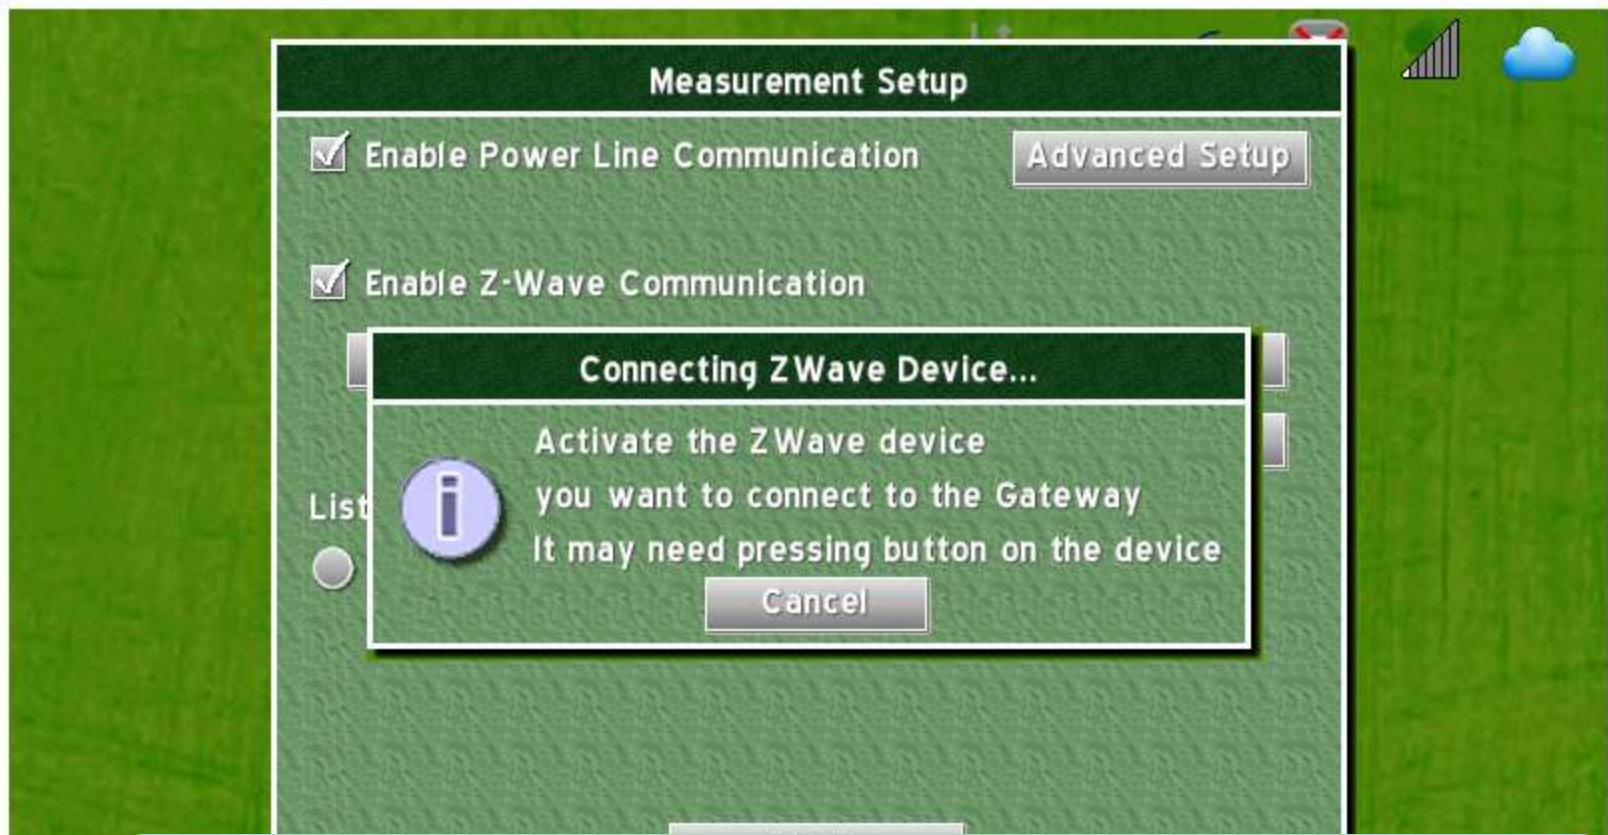 Measurement Setup
Enable Power Line Communication
Advanced Setup
Enable Z-Wave Communication
Connecting ZWave Device...
Activate the ZWave device
you want to connect to the Gateway
List
It may need pressing button on the device
Cancel